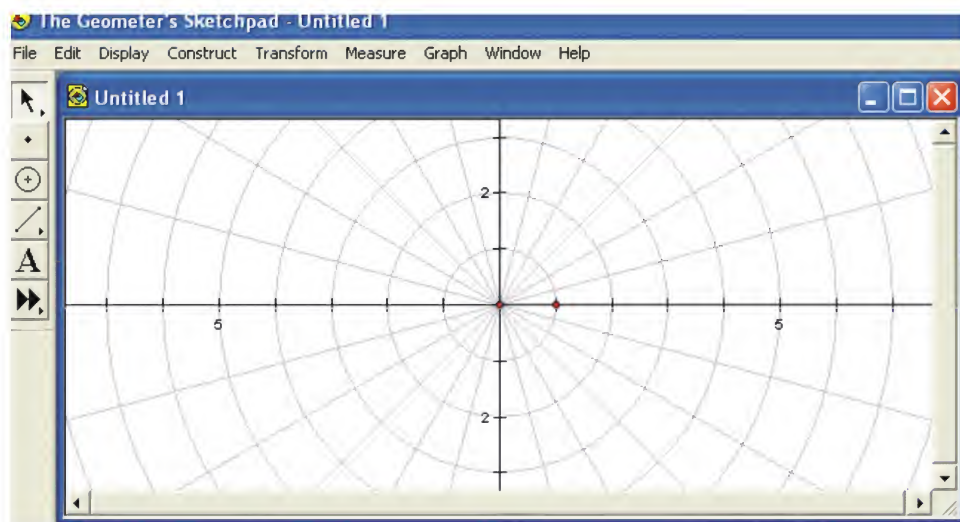 The Geometer's Sketchpad - Untitled 1
File Edit Display Construct Transform Measure Graph Window Help
Untitled 1
A
2
5 5
2